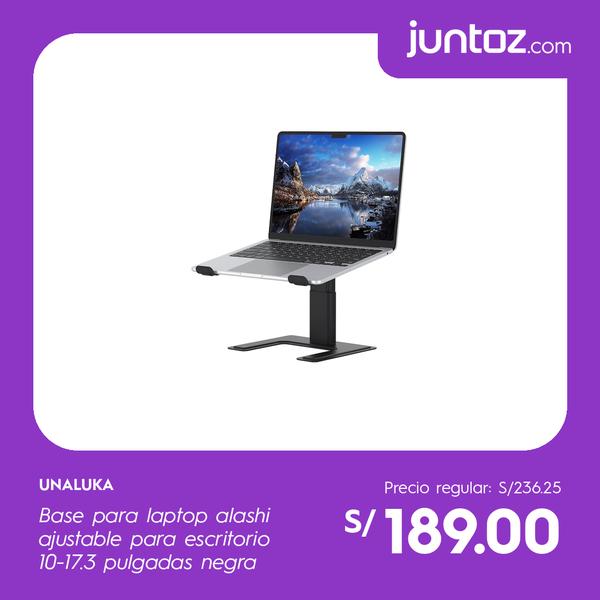 juntoz.com
UNALUKA
Base para laptop alashi
ajustable para escritorio
10-17.3 pulgadas negra
Precio regular: S/236.25
S/189.00